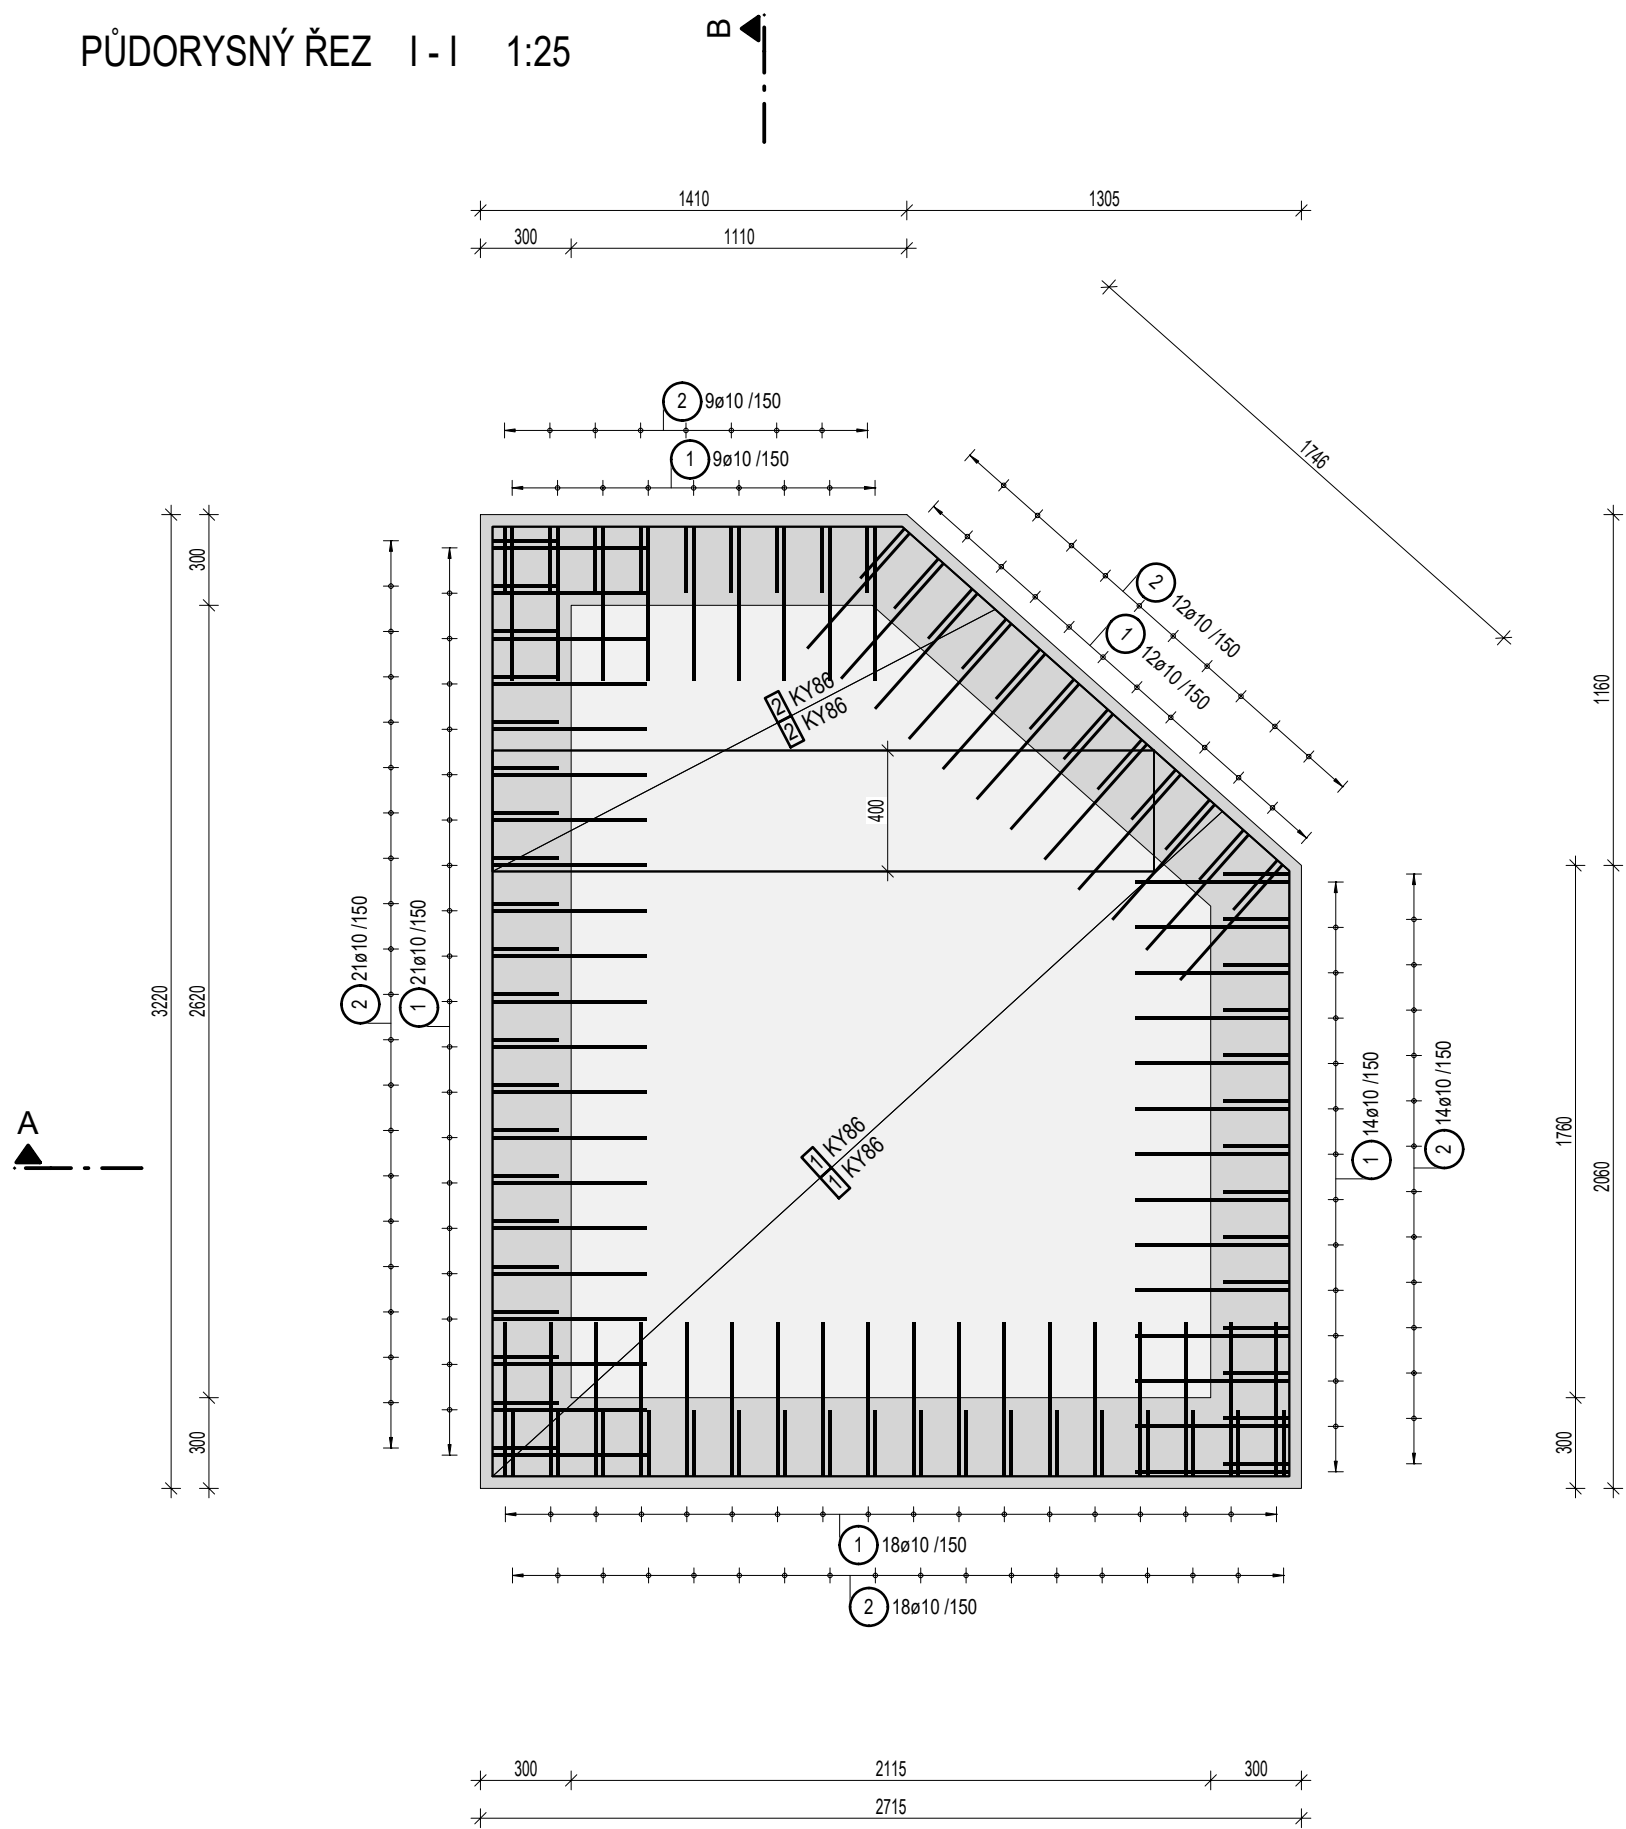 PŮDORYSNÝ ŘEZ I - I 1:25
B
1410
1305
300
1110
1746
2 9ø10 /150
1 9ø10 /150
2 12ø10 /150
1 12ø10 /150
300
3220
2620
300
2 21ø10 /150
1 21ø10 /150
2 KY86
2 KY86
400
1 KY86
1 KY86
1160
1760
2060
300
1 14ø10 /150
2 14ø10 /150
A
1 18ø10 /150
2 18ø10 /150
300
2115
300
2715